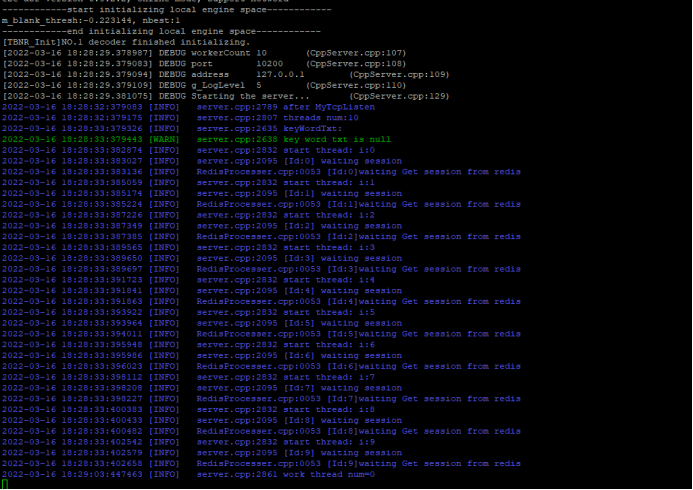 ------------start initializing local engine space------------
m_blank_thresh:-0.223144, nbest:1
------------end initializing local engine space------------
[TBNR_Init]NO.1 decoder finished initializing.
[2022-03-16 18:28:29.378987] DEBUG workerCount 10 (CppServer.cpp:107)
[2022-03-16 18:28:29.379083] DEBUG port 10200 (CppServer.cpp:108)
[2022-03-16 18:28:29.379094] DEBUG address 127.0.0.1 (CppServer.cpp:109)
[2022-03-16 18:28:29.379109] DEBUG g_LogLevel 5 (CppServer.cpp:110)
[2022-03-16 18:28:29.381075] DEBUG Starting the server... (CppServer.cpp:129)
2022-03-16 18:28:32:379083 [INFO] server.cpp:2789 after MyTcpListen
2022-03-16 18:28:33:379175 [INFO] server.cpp:2807 threads num:10
2022-03-16 18:28:33:379326 [INFO] server.cpp:2635 keyWordTxt:
2022-03-16 18:28:33:379443 [WARN] server.cpp:2638 key word txt is null
2022-03-16 18:28:33:382874 [INFO] server.cpp:2832 start thread: i:0
2022-03-16 18:28:33:383027 [INFO] server.cpp:2095 [Id:0] waiting session
2022-03-16 18:28:33:383136 [INFO] RedisProcesser.cpp:0053 [Id:0]waiting Get session from redis
2022-03-16 18:28:33:385059 [INFO] server.cpp:2832 start thread: i:1
2022-03-16 18:28:33:385174 [INFO] server.cpp:2095 [Id:1] waiting session
2022-03-16 18:28:33:385224 [INFO] RedisProcesser.cpp:0053 [Id:1]waiting Get session from redis
2022-03-16 18:28:33:387226 [INFO] server.cpp:2832 start thread: i:2
2022-03-16 18:28:33:387349 [INFO] server.cpp:2095 [Id:2] waiting session
2022-03-16 18:28:33:387385 [INFO] RedisProcesser.cpp:0053 [Id:2]waiting Get session from redis
2022-03-16 18:28:33:389565 [INFO] server.cpp:2832 start thread: i:3
2022-03-16 18:28:33:389650 [INFO] server.cpp:2095 [Id:3] waiting session
2022-03-16 18:28:33:389697 [INFO] RedisProcesser.cpp:0053 [Id:3]waiting Get session from redis
2022-03-16 18:28:33:391723 [INFO] server.cpp:2832 start thread: i:4
2022-03-16 18:28:33:391841 [INFO] server.cpp:2095 [Id:4] waiting session
2022-03-16 18:28:33:391863 [INFO] RedisProcesser.cpp:0053 [Id:4]waiting Get session from redis
2022-03-16 18:28:33:393922 [INFO] server.cpp:2832 start thread: i:5
2022-03-16 18:28:33:393964 [INFO] server.cpp:2095 [Id:5] waiting session
2022-03-16 18:28:33:394011 [INFO] RedisProcesser.cpp:0053 [Id:5]waiting Get session from redis
2022-03-16 18:28:33:395948 [INFO] server.cpp:2832 start thread: i:6
2022-03-16 18:28:33:395986 [INFO] server.cpp:2095 [Id:6] waiting session
2022-03-16 18:28:33:396023 [INFO] RedisProcesser.cpp:0053 [Id:6]waiting Get session from redis
2022-03-16 18:28:33:398112 [INFO] server.cpp:2832 start thread: i:7
2022-03-16 18:28:33:398208 [INFO] server.cpp:2095 [Id:7] waiting session
2022-03-16 18:28:33:398227 [INFO] RedisProcesser.cpp:0053 [Id:7]waiting Get session from redis
2022-03-16 18:28:33:400383 [INFO] server.cpp:2832 start thread: i:8
2022-03-16 18:28:33:400433 [INFO] server.cpp:2095 [Id:8] waiting session
2022-03-16 18:28:33:400482 [INFO] RedisProcesser.cpp:0053 [Id:8]waiting Get session from redis
2022-03-16 18:28:33:402542 [INFO] server.cpp:2832 start thread: i:9
2022-03-16 18:28:33:402579 [INFO] server.cpp:2095 [Id:9] waiting session
2022-03-16 18:28:33:402658 [INFO] RedisProcesser.cpp:0053 [Id:9]waiting Get session from redis
2022-03-16 18:29:03:447463 [INFO] server.cpp:2861 work thread num=0